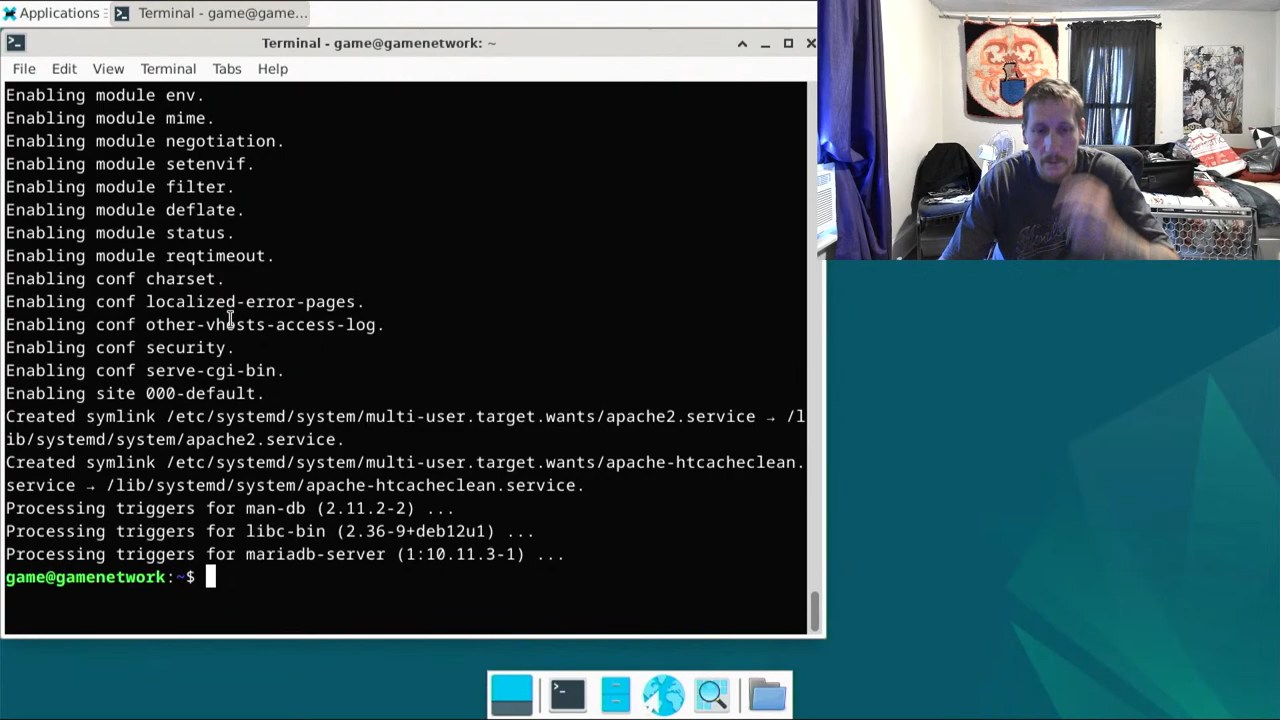 Applications
Terminal - game@game...
Terminal - game@gamenetwork: ~
File Edit View Terminal Tabs Help
Enabling module env.
Enabling module mime.
Enabling module negotiation.
Enabling module setenvif.
Enabling module filter.
Enabling module deflate.
Enabling module status.
Enabling module reqtimeout.
Enabling conf charset.
Enabling conf localized-error-pages.
Enabling conf other-vhosts-access-log.
Enabling conf security.
Enabling conf serve-cgi-bin.
Enabling site 000-default.
Created symlink /etc/systemd/system/multi-user.target.wants/apache2.service → /l
ib/systemd/system/apache2.service.
Created symlink /etc/systemd/system/multi-user.target.wants/apache-htcacheclean.
service → /lib/systemd/system/apache-htcacheclean.service.
Processing triggers for man-db (2.11.2-2) ...
Processing triggers for libc-bin (2.36-9+deb12u1) ...
Processing triggers for mariadb-server (1:10.11.3-1) ...
game@gamenetwork:~$